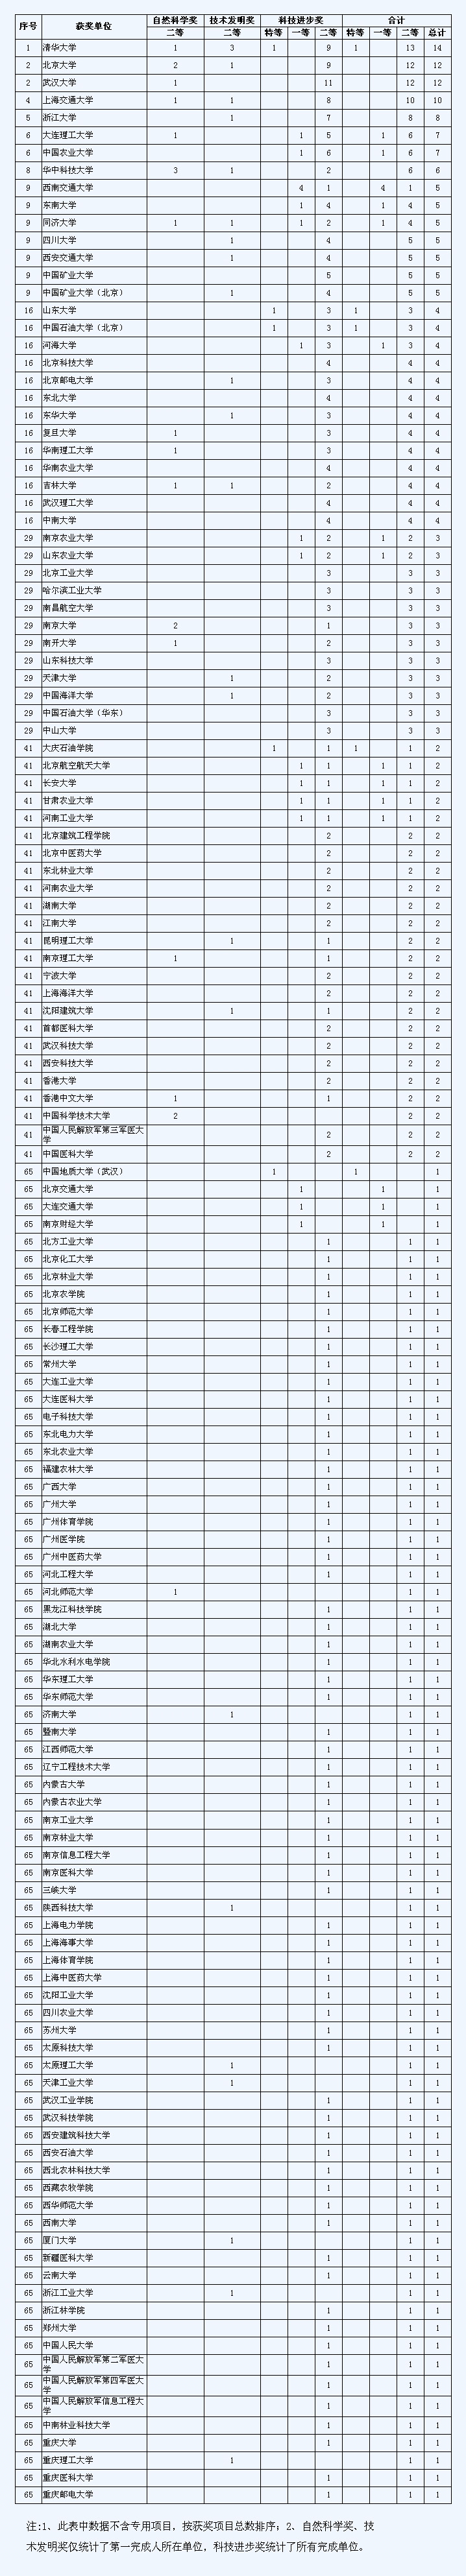 序号 获奖单位 自然科学奖 技术发明奖 科技进步奖 合计
二等 二等 特等 一等 二等 特等 一等 二等 总计
1 清华大学 1 3 1 9 1 13 14
2 北京大学 2 1 9 12 12
2 武汉大学 1 11 12 12
4 上海交通大学 1 1 8 10 10
5 浙江大学 1 7 8 8
6 大连理工大学 1 1 5 1 6 7
6 中国农业大学 1 6 1 6 7
8 华中科技大学 3 1 2 6 6
9 西南交通大学 4 1 4 1 5
9 东南大学 1 4 1 4 5
9 同济大学 1 1 1 2 1 4 5
9 四川大学 1 4 5 5
9 西安交通大学 1 4 5 5
9 中国矿业大学 5 5 5
9 中国矿业大学（北京） 1 4 5 5
16 山东大学 1 3 1 3 4
16 中国石油大学（北京） 1 3 1 3 4
16 河海大学 1 3 1 3 4
16 北京科技大学 4 4 4
16 北京邮电大学 1 3 4 4
16 东北大学 4 4 4
16 东华大学 1 3 4 4
16 复旦大学 1 3 4 4
16 华南理工大学 1 3 4 4
16 华南农业大学 4 4 4
16 吉林大学 1 1 2 4 4
16 武汉理工大学 4 4 4
16 中南大学 4 4 4
29 南京农业大学 1 2 1 2 3
29 山东农业大学 1 2 1 2 3
29 北京工业大学 3 3 3
29 哈尔滨工业大学 3 3 3
29 南昌航空大学 3 3 3
29 南京大学 2 1 3 3
29 南开大学 1 2 3 3
29 山东科技大学 3 3 3
29 天津大学 1 2 3 3
29 中国海洋大学 1 2 3 3
29 中国石油大学（华东） 3 3 3
29 中山大学 3 3 3
41 大庆石油学院 1 1 1 1 2
41 北京航空航天大学 1 1 1 1 2
41 长安大学 1 1 1 1 2
41 甘肃农业大学 1 1 1 1 2
41 河南工业大学 1 1 1 1 2
41 北京建筑工程学院 2 2 2
41 北京中医药大学 2 2 2
41 东北林业大学 2 2 2
41 河南农业大学 2 2 2
41 湖南大学 2 2 2
41 江南大学 2 2 2
41 昆明理工大学 1 1 2 2
41 南京理工大学 1 1 2 2
41 宁波大学 2 2 2
41 上海海洋大学 2 2 2
41 沈阳建筑大学 1 1 2 2
41 首都医科大学 2 2 2
41 武汉科技大学 2 2 2
41 西安科技大学 2 2 2
41 香港大学 2 2 2
41 香港中文大学 1 1 2 2
41 中国科学技术大学 2 2 2
41 中国人民解放军第三军医大学 2 2 2
41 中国医科大学 2 2 2
65 中国地质大学（武汉） 1 1 1
65 北京交通大学 1 1 1
65 大连交通大学 1 1 1
65 南京财经大学 1 1 1
65 北方工业大学 1 1 1
65 北京化工大学 1 1 1
65 北京林业大学 1 1 1
65 北京农学院 1 1 1
65 北京师范大学 1 1 1
65 长春工程学院 1 1 1
65 长沙理工大学 1 1 1
65 常州大学 1 1 1
65 大连工业大学 1 1 1
65 大连医科大学 1 1 1
65 电子科技大学 1 1 1
65 东北电力大学 1 1 1
65 东北农业大学 1 1 1
65 福建农林大学 1 1 1
65 广西大学 1 1 1
65 广州大学 1 1 1
65 广州体育学院 1 1 1
65 广州医学院 1 1 1
65 广州中医药大学 1 1 1
65 河北工程大学 1 1 1
65 河北师范大学 1 1 1
65 黑龙江科技学院 1 1 1
65 湖北大学 1 1 1
65 湖南农业大学 1 1 1
65 华北水利水电学院 1 1 1
65 华东理工大学 1 1 1
65 华东师范大学 1 1 1
65 济南大学 1 1 1
65 暨南大学 1 1 1
65 江西师范大学 1 1 1
65 辽宁工程技术大学 1 1 1
65 内蒙古大学 1 1 1
65 内蒙古农业大学 1 1 1
65 南京工业大学 1 1 1
65 南京林业大学 1 1 1
65 南京信息工程大学 1 1 1
65 南京医科大学 1 1 1
65 三峡大学 1 1 1
65 陕西科技大学 1 1 1
65 上海电力学院 1 1 1
65 上海海事大学 1 1 1
65 上海体育学院 1 1 1
65 上海中医药大学 1 1 1
65 沈阳工业大学 1 1 1
65 四川农业大学 1 1 1
65 苏州大学 1 1 1
65 太原科技大学 1 1 1
65 太原理工大学 1 1 1
65 天津工业大学 1 1 1
65 武汉工业学院 1 1 1
65 武汉科技学院 1 1 1
65 西安建筑科技大学 1 1 1
65 西安石油大学 1 1 1
65 西北农林科技大学 1 1 1
65 西藏农牧学院 1 1 1
65 西华师范大学 1 1 1
65 西南大学 1 1 1
65 厦门大学 1 1 1
65 新疆医科大学 1 1 1
65 云南大学 1 1 1
65 浙江工业大学 1 1 1
65 浙江林学院 1 1 1
65 郑州大学 1 1 1
65 中国人民大学 1 1 1
65 中国人民解放军第二军医大学 1 1 1
65 中国人民解放军第四军医大学 1 1 1
65 中国人民解放军信息工程大学 1 1 1
65 中南林业科技大学 1 1 1
65 重庆大学 1 1 1
65 重庆理工大学 1 1 1
65 重庆医科大学 1 1 1
65 重庆邮电大学 1 1 1
注:1、此表中数据不含专用项目，按获奖项目总数排序；2、自然科学奖、技
术发明奖仅统计了第一完成人所在单位，科技进步奖统计了所有完成单位。